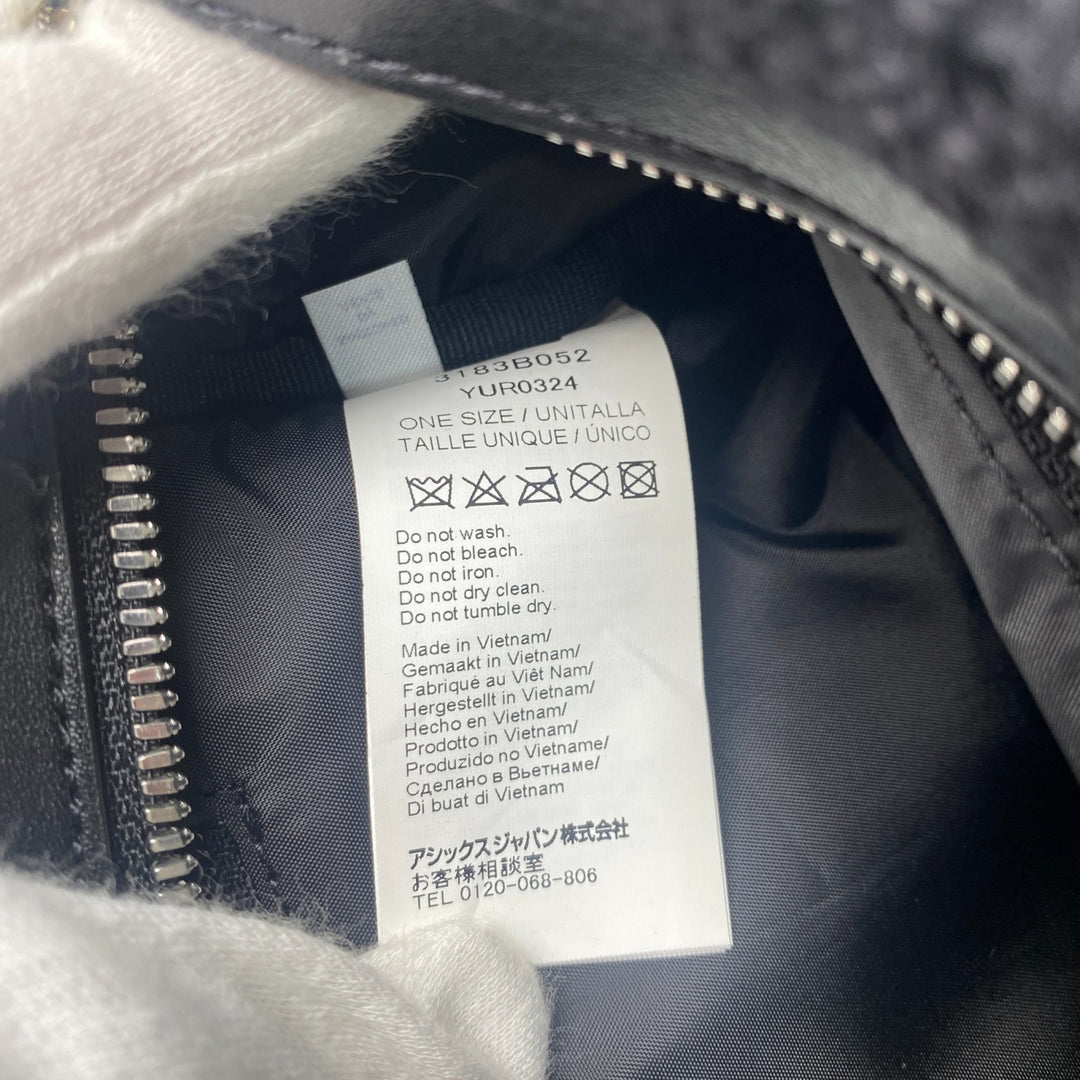 3183B052
YUR0324
ONE SIZE / UNITALLA
TAILLE UNIQUE / ÚNICO
Do not wash.
Do not bleach.
Do not iron.
Do not dry clean.
Do not tumble dry.
Made in Vietnam/
Gemaakt in Vietnam/
Fabriqué au Viêt Nam/
Hergestellt in Vietnam/
Hecho en Vietnam/
Prodotto in Vietnam/
Produzido no Vietname/
Сделано в Вьетнаме/
Di buat di Vietnam
アシックスジャパン株式会社
お客様相談室
TEL 0120-068-806